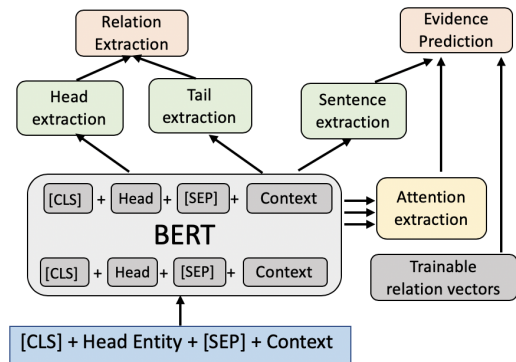 Relation
Extraction
Evidence
Prediction
Head
extraction
Tail
extraction
Sentence
extraction
[CLS] + Head + [SEP] + Context
BERT
[CLS] + Head + [SEP] + Context
Attention
extraction
Trainable
relation vectors
[CLS] + Head Entity + [SEP] + Context